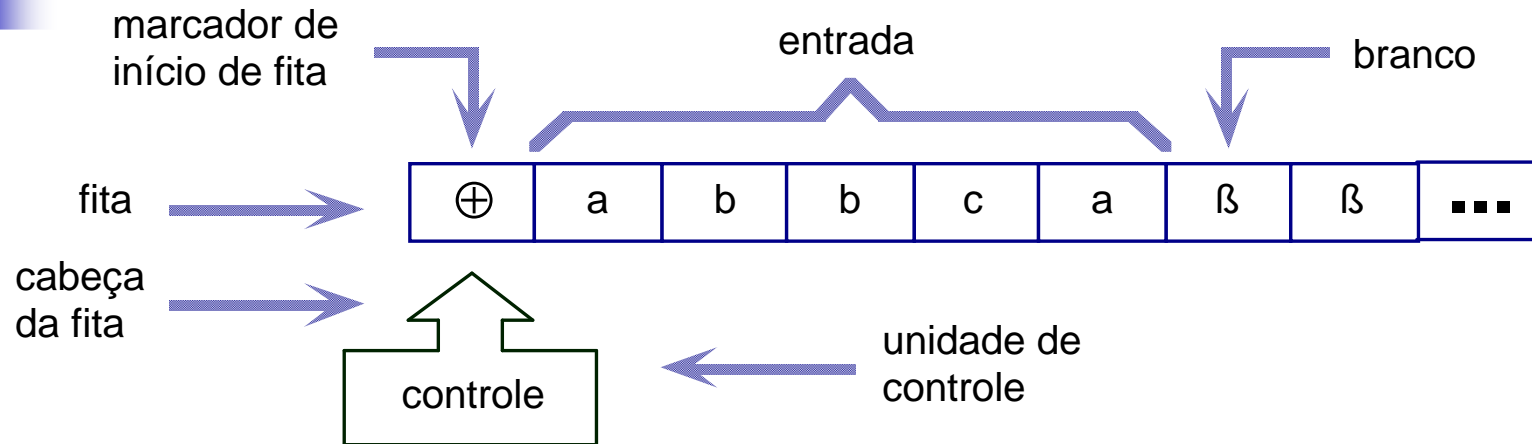 marcador de
início de fita
entrada
branco
fita
⊕ a b b c a ß ß ...
cabeça
da fita
controle
unidade de
controle